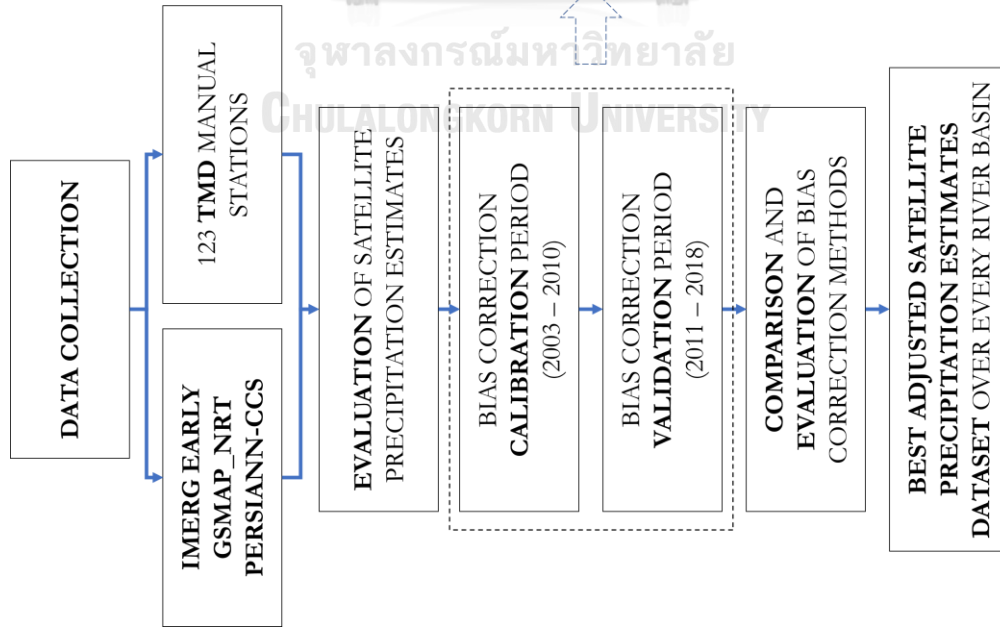 จุฬาลงกรณ์มหาวิทยาลัย
CHULALONGKORN UNIVERSITY
DATA COLLECTION
IMERG EARLY
GSMAP_NRT
PERSIANN-CCS
123 TMD MANUAL
STATIONS
EVALUATION OF SATELLITE
PRECIPITATION ESTIMATES
BIAS CORRECTION
CALIBRATION PERIOD
(2003 – 2010)
BIAS CORRECTION
VALIDATION PERIOD
(2011 – 2018)
COMPARISON AND
EVALUATION OF BIAS
CORRECTION METHODS
BEST ADJUSTED SATELLITE
PRECIPITATION ESTIMATES
DATASET OVER EVERY RIVER BASIN